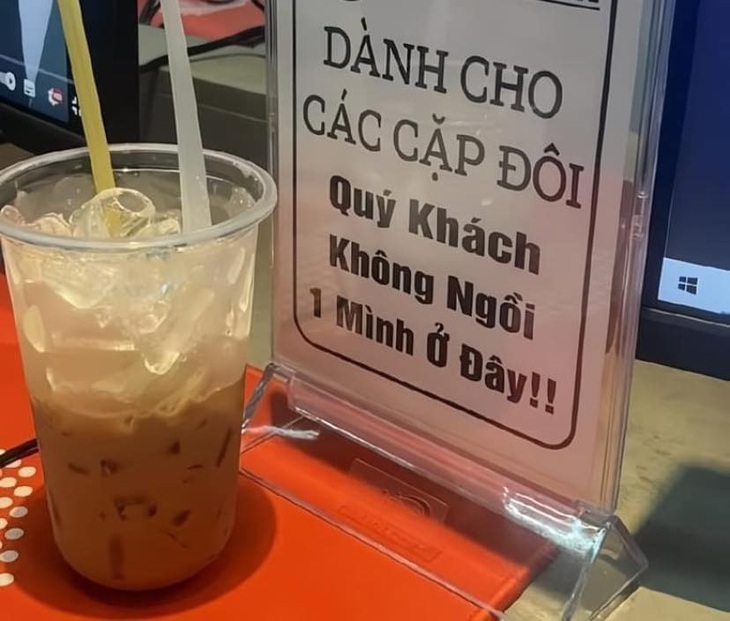 DÀNH CHO
CÁC CẶP ĐÔI
Quý Khách
Không Ngồi
1 Mình Ở Đây!!